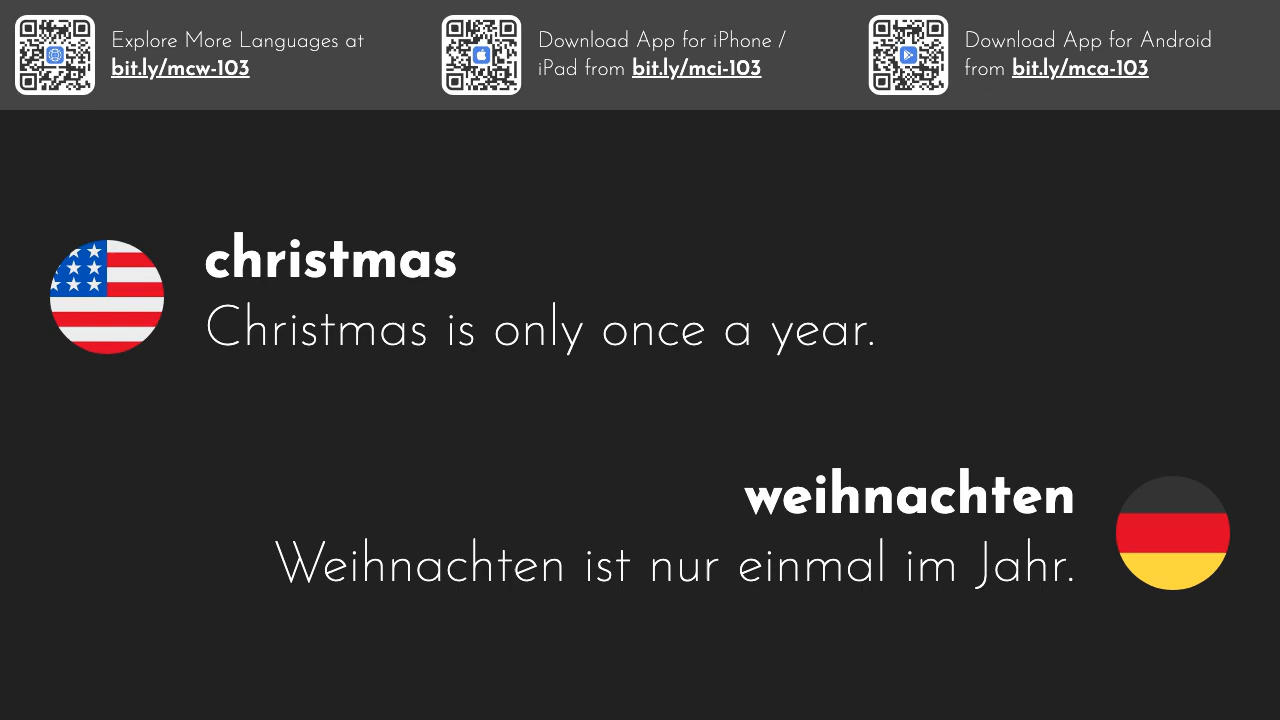 Explore More Languages at
bit.ly/mcw-103
Download App for iPhone /
iPad from bit.ly/mci-103
Download App for Android
from bit.ly/mca-103
christmas
Christmas is only once a year.
weihnachten
Weihnachten ist nur einmal im Jahr.